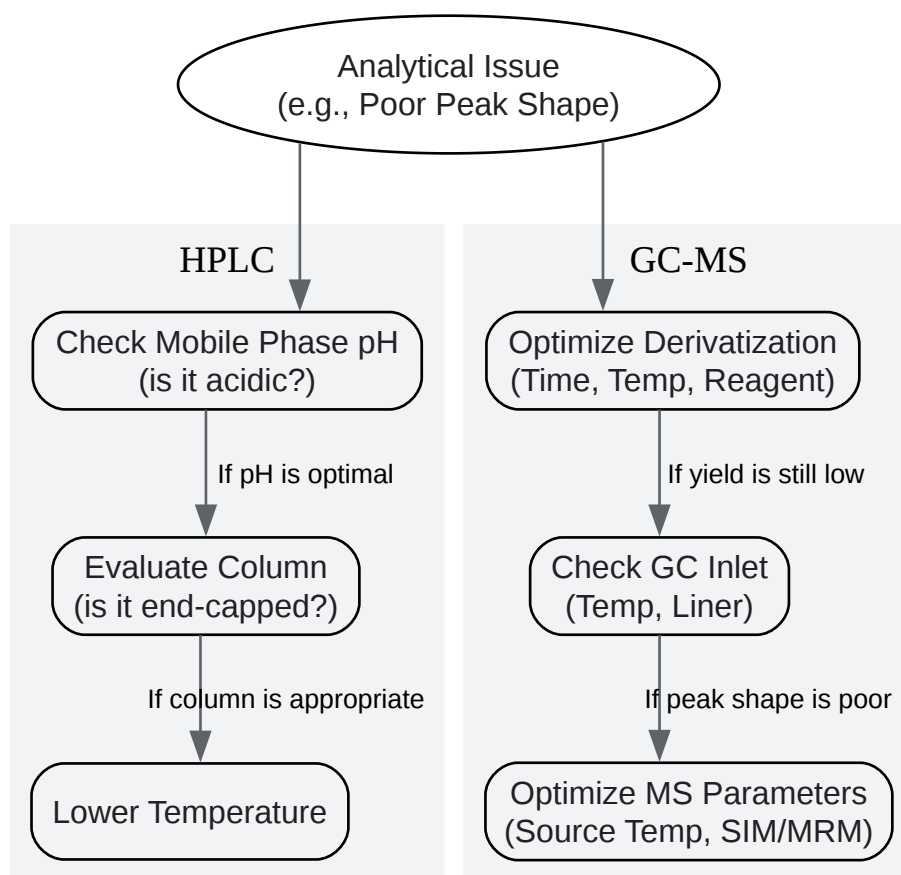 Analytical Issue
(e.g., Poor Peak Shape)
HPLC
Check Mobile Phase pH
(is it acidic?)
If pH is optimal
Evaluate Column
(is it end-capped?)
If column is appropriate
Lower Temperature
GC-MS
Optimize Derivatization
(Time, Temp, Reagent)
If yield is still low
Check GC Inlet
(Temp, Liner)
If peak shape is poor
Optimize MS Parameters
(Source Temp, SIM/MRM)